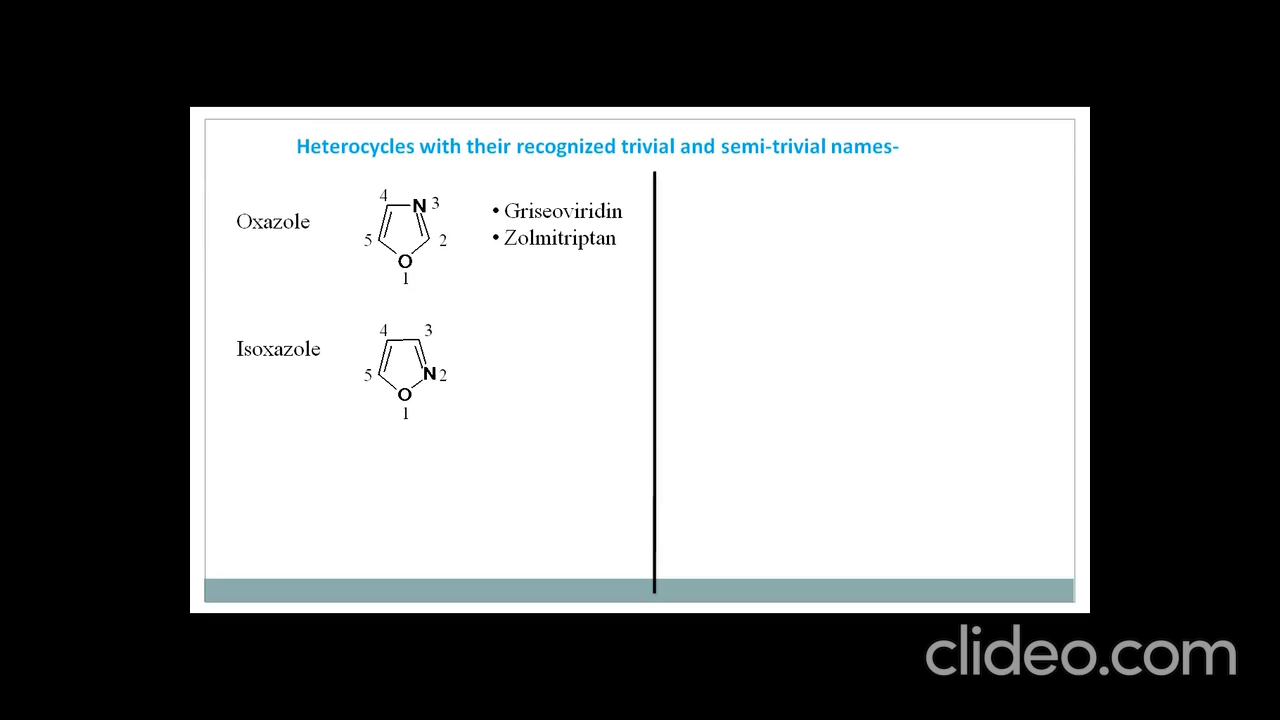 Heterocycles with their recognized trivial and semi-trivial names-
Oxazole
4
N 3
5
2
O
1
• Griseoviridin
• Zolmitriptan
Isoxazole
4
3
5
N 2
O
1
clideo.com